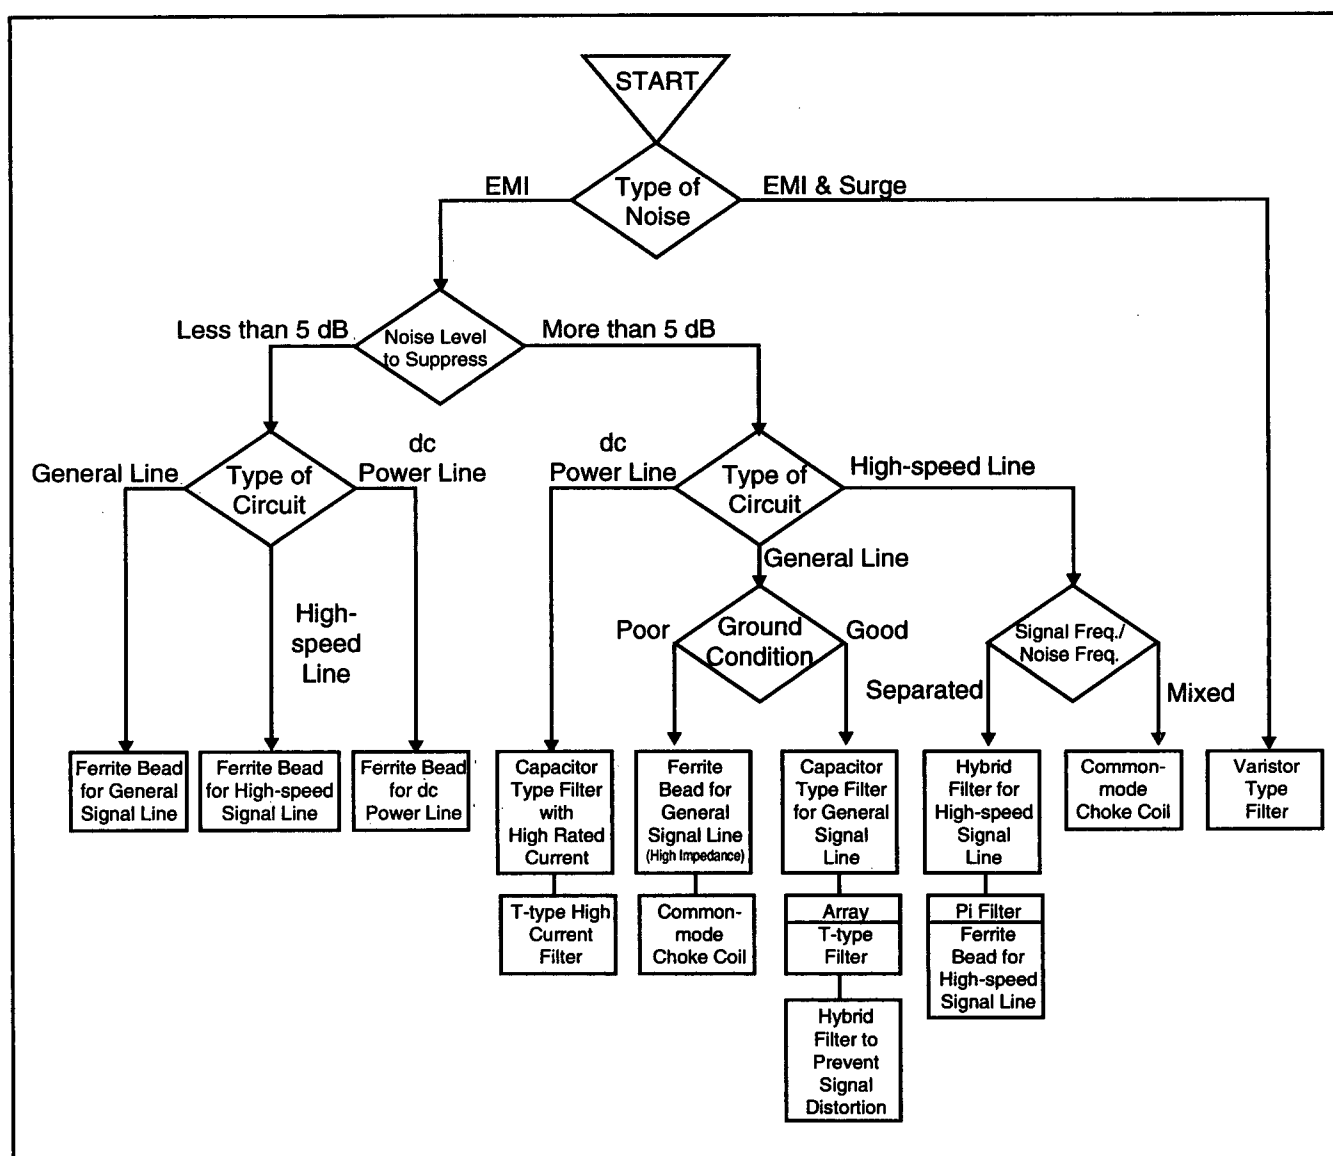 START
Type of
Noise
EMI
EMI & Surge
Noise Level
to Suppress
Less than 5 dB
More than 5 dB
Type of
Circuit
General Line
dc
Power Line
High-
speed
Line
Type of
Circuit
dc
Power Line
High-speed Line
General Line
Ground
Condition
Poor
Good
Signal Freq./
Noise Freq.
Separated
Mixed
Ferrite Bead
for General
Signal Line
Ferrite Bead
for High-speed
Signal Line
Ferrite Bead
for dc
Power Line
Capacitor
Type Filter
with
High Rated
Current
T-type High
Current
Filter
Ferrite
Bead for
General
Signal Line
(High Impedance)
Common-
mode
Choke Coil
Capacitor
Type Filter
for General
Signal
Line
Array
T-type
Filter
Hybrid
Filter to
Prevent
Signal
Distortion
Hybrid
Filter for
High-speed
Signal
Line
Pi Filter
Ferrite
Bead for
High-speed
Signal Line
Common-
mode
Choke Coil
Varistor
Type
Filter